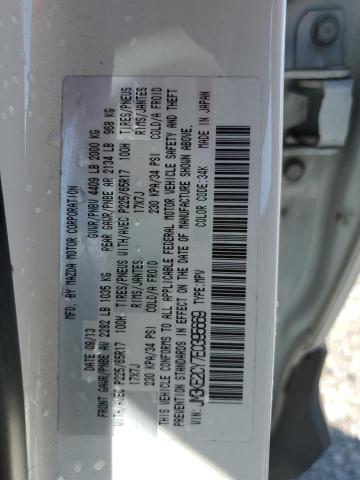 MFD. BY MAZDA MOTOR CORPORATION
DATE: 09/13 GVWR/PNBV 4409 LB 2000 KG
FRONT GAWR/PNBE AV 2282 LB 1035 KG REAR GAWR/PNBE AR 2134 LB 968 KG
WITH/AVEC P225/65R17 100H TIRES/PNEUS WITH/AVEC P225/65R17 100H TIRES/PNEUS
17X7J RIMS/JANTES 17X7J RIMS/JANTES
230 KPA/34 PSI COLD/A FROID 230 KPA/34 PSI COLD/A FROID
THIS VEHICLE CONFORMS TO ALL APPLICABLE FEDERAL MOTOR VEHICLE SAFETY AND THEFT
PREVENTION STANDARDS IN EFFECT ON THE DATE OF MANUFACTURE SHOWN ABOVE.
MADE IN JAPAN
VIN: JM3KE2CY7E0395669 TYPE: MPV COLOR CODE: 34K